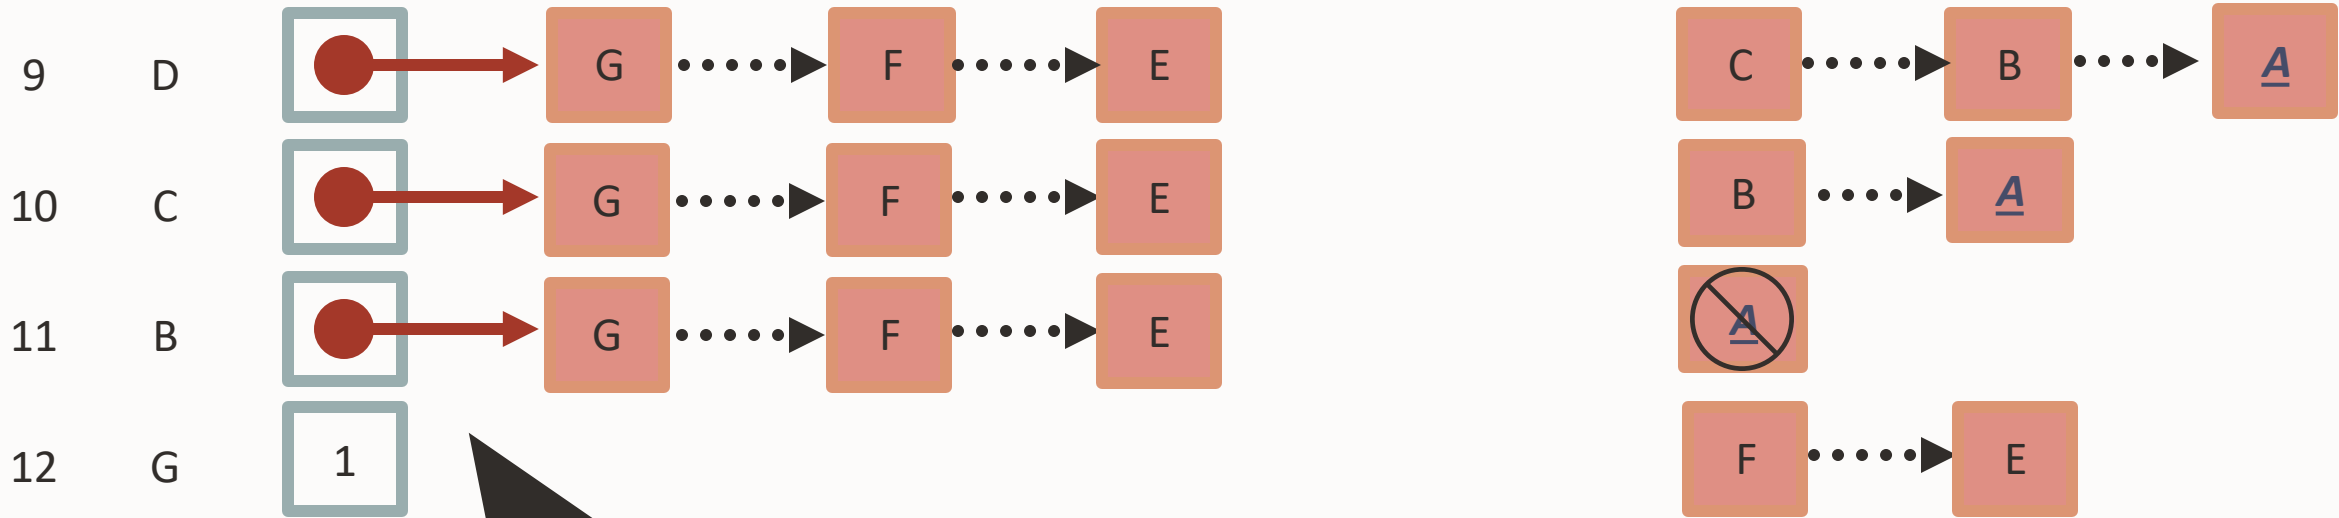 9 D G F E C B A
10 C G F E B A
11 B G F E A
12 G 1 F E